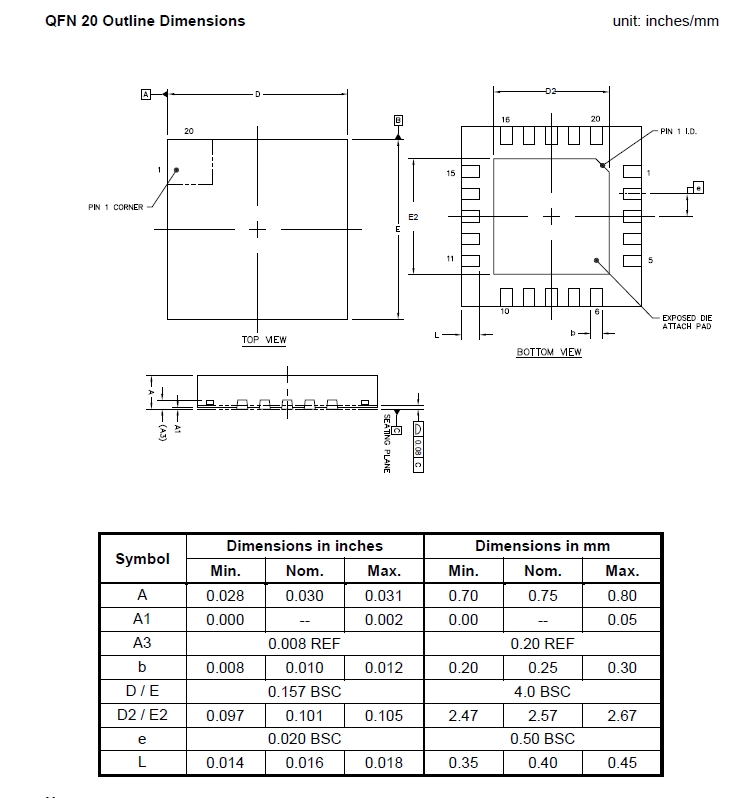 QFN 20 Outline Dimensions unit: inches/mm
A D
20
1
PIN 1 CORNER
B
E
TOP VIEW
D2
16 20
PIN 1 I.D.
15 1
e
E2
11 5
10 6
EXPOSED DIE
ATTACH PAD
L b
BOTTOM VIEW
A
(A3)
A1
SEATING PLANE
C
0.08 C
Symbol Dimensions in inches Dimensions in mm
Min. Nom. Max. Min. Nom. Max.
A 0.028 0.030 0.031 0.70 0.75 0.80
A1 0.000 -- 0.002 0.00 -- 0.05
A3 0.008 REF 0.20 REF
b 0.008 0.010 0.012 0.20 0.25 0.30
D / E 0.157 BSC 4.0 BSC
D2 / E2 0.097 0.101 0.105 2.47 2.57 2.67
e 0.020 BSC 0.50 BSC
L 0.014 0.016 0.018 0.35 0.40 0.45